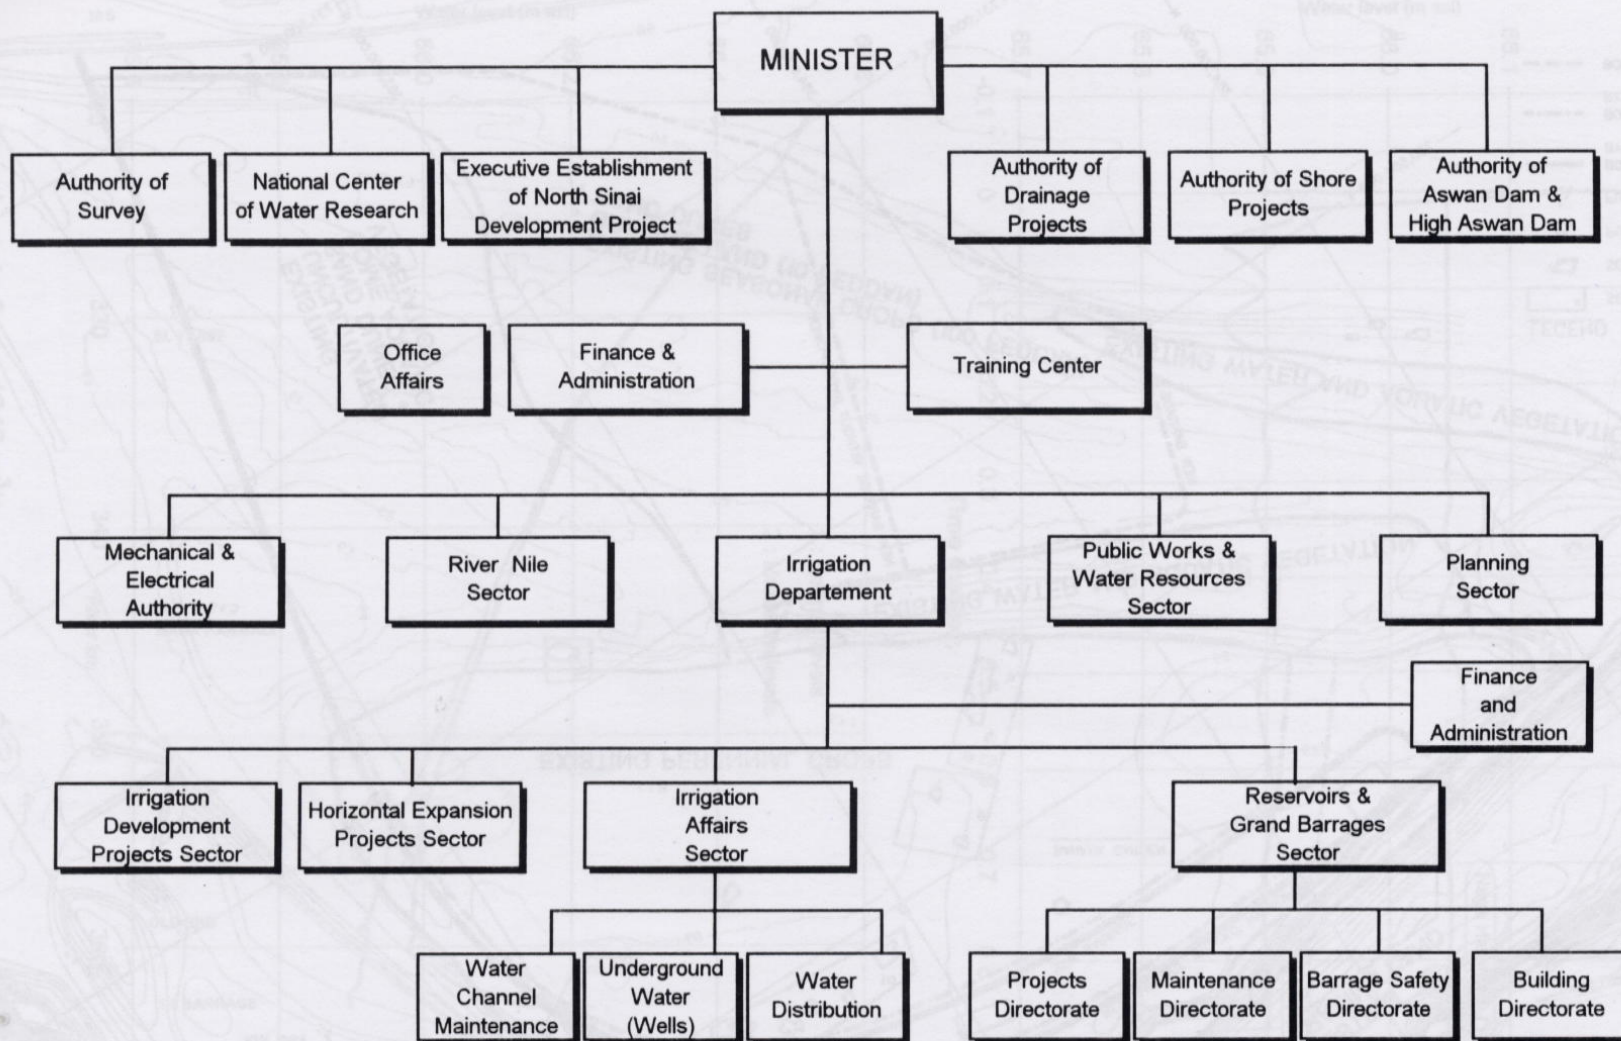 MINISTER
Authority of
Survey
National Center
of Water Research
Executive Establishment
of North Sinai
Development Project
Authority of
Drainage
Projects
Authority of Shore
Projects
Authority of
Aswan Dam &
High Aswan Dam
Office
Affairs
Finance &
Administration
Training Center
Mechanical &
Electrical
Authority
River Nile
Sector
Irrigation
Departement
Public Works &
Water Resources
Sector
Planning
Sector
Finance
and
Administration
Irrigation
Development
Projects Sector
Horizontal Expansion
Projects Sector
Irrigation
Affairs
Sector
Reservoirs &
Grand Barrages
Sector
Water
Channel
Maintenance
Underground
Water
(Wells)
Water
Distribution
Projects
Directorate
Maintenance
Directorate
Barrage Safety
Directorate
Building
Directorate